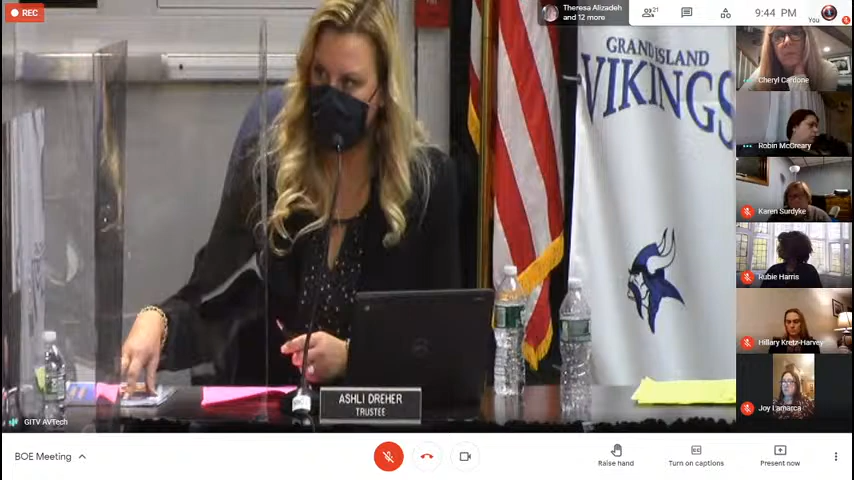 REC
Theresa Alizadeh
and 12 more
21
9:44 PM
You
GRAND ISLAND
VIKINGS
Cheryl Cardone
Robin McCreary
Karen Surdyke
Rubie Harris
Hillary Kretz-Harvey
Joy Lamarca
ASHLI DREHER
TRUSTEE
GITV AVTech
BOE Meeting
Raise hand
Turn on captions
Present now